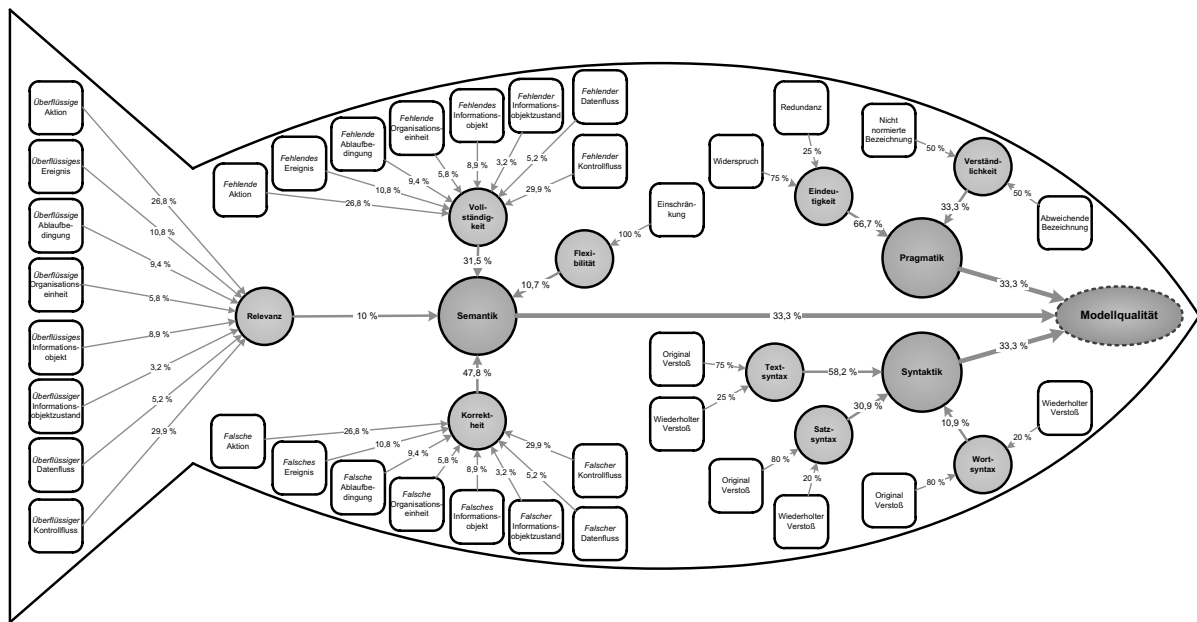 Überflüssige
Aktion
Überflüssiges
Ereignis
Überflüssige
Ablaufbe-
dingung
Überflüssige
Organisations-
einheit
Überflüssiges
Informations-
objekt
Überflüssiger
Informations-
objektzustand
Überflüssiger
Datenfluss
Überflüssiger
Kontrollfluss
26,8 %
10,8 %
9,4 %
5,8 %
8,9 %
3,2 %
5,2 %
29,9 %
Relevanz
10 %
Fehlende
Aktion
Fehlendes
Ereignis
Fehlende
Ablaufbe-
dingung
Fehlende
Organisations-
einheit
Fehlendes
Informations-
objekt
Fehlender
Informations-
objektzustand
Fehlender
Datenfluss
Fehlender
Kontrollfluss
26,8 %
10,8 %
9,4 %
5,8 %
8,9 %
3,2 %
5,2 %
29,9 %
Voll-
ständig-
keit
31,5 %
Einschrän-
kung
100 %
Flexi-
bilität
10,7 %
Semantik
33,3 %
47,8 %
Korrekt-
heit
26,8 %
10,8 %
9,4 %
5,8 %
8,9 %
3,2 %
5,2 %
29,9 %
Falsche
Aktion
Falsches
Ereignis
Falsche
Ablaufbe-
dingung
Falsche
Organisations-
einheit
Falsches
Informations-
objekt
Falscher
Informations-
objektzustand
Falscher
Datenfluss
Falscher
Kontrollfluss
Redundanz
25 %
Widerspruch
75 %
Eindeu-
tigkeit
66,7 %
Nicht
normierte
Bezeichnung
50 %
Verständ-
lichkeit
50 %
Abweichende
Bezeichnung
33,3 %
Pragmatik
33,3 %
Modellqualität
33,3 %
Original
Verstoß
75 %
Wiederholter
Verstoß
25 %
Text-
syntax
58,2 %
Syntaktik
30,9 %
Satz-
syntax
80 %
Original
Verstoß
20 %
Wiederholter
Verstoß
10,9 %
Wort-
syntax
20 %
Wiederholter
Verstoß
80 %
Original
Verstoß